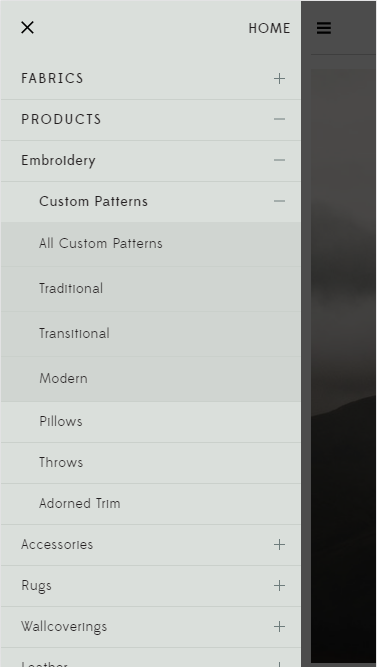 HOME
FABRICS
PRODUCTS
Embroidery
Custom Patterns
All Custom Patterns
Traditional
Transitional
Modern
Pillows
Throws
Adorned Trim
Accessories
Rugs
Wallcoverings
Leather